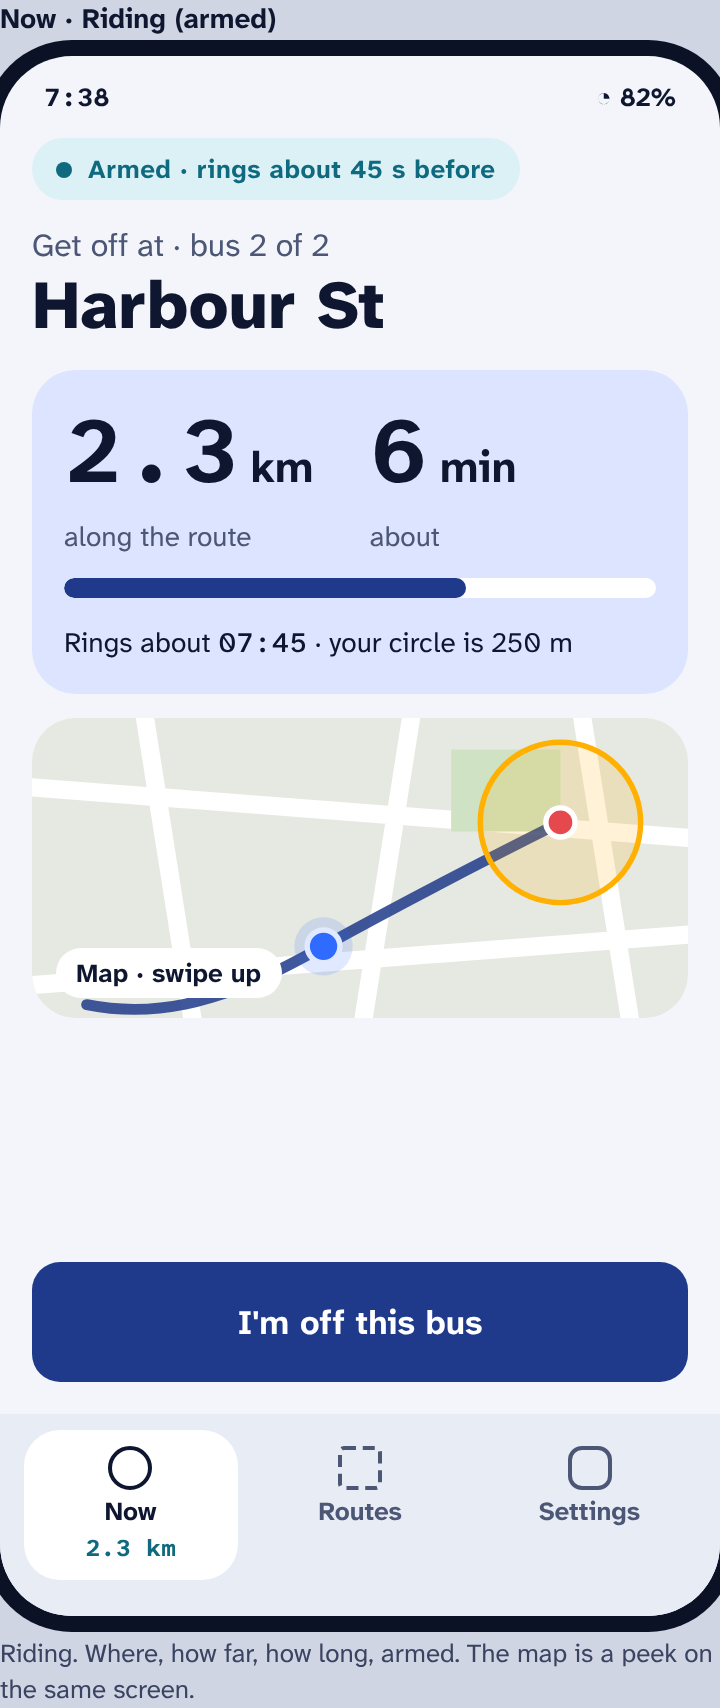 Now · Riding (armed)
7:38
82%
Armed · rings about 45 s before
Get off at · bus 2 of 2
Harbour St
2.3 km 6 min
along the route about
Rings about 07:45 · your circle is 250 m
Map · swipe up
I'm off this bus
Now Routes Settings
2.3 km
Riding. Where, how far, how long, armed. The map is a peek on
the same screen.